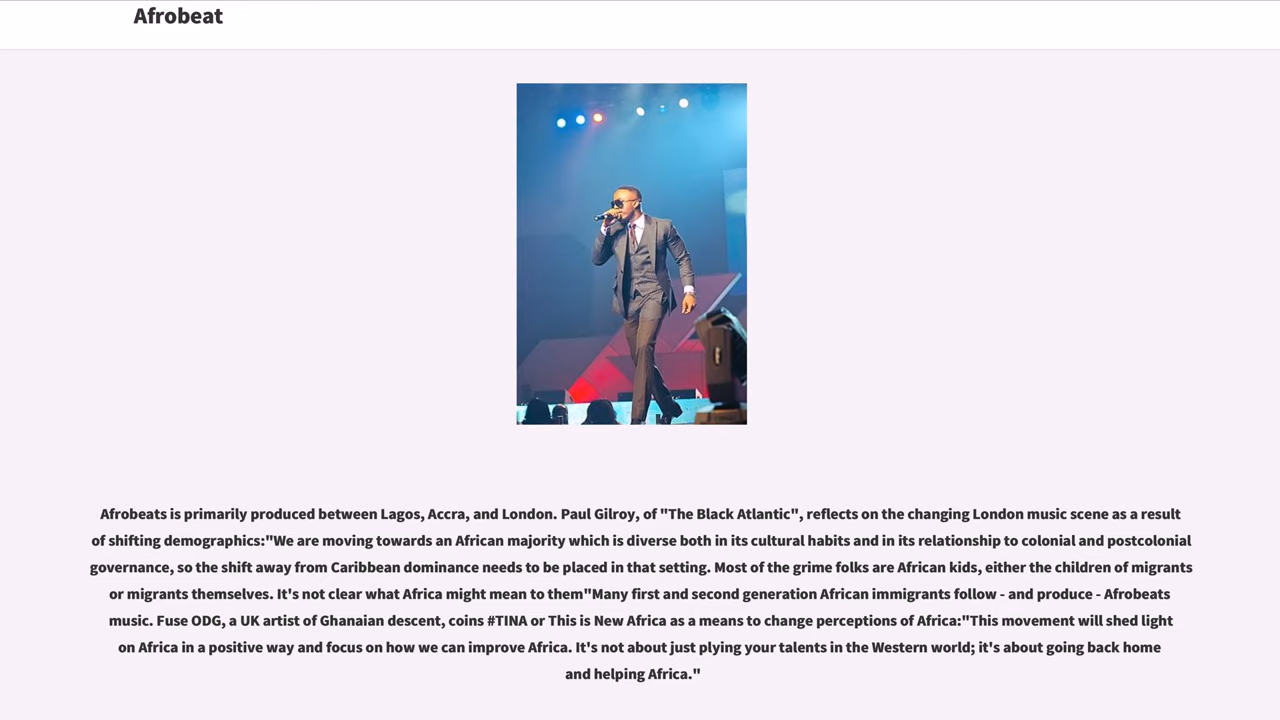 Afrobeat
Afrobeats is primarily produced between Lagos, Accra, and London. Paul Gilroy, of "The Black Atlantic", reflects on the changing London music scene as a result
of shifting demographics:"We are moving towards an African majority which is diverse both in its cultural habits and in its relationship to colonial and postcolonial
governance, so the shift away from Caribbean dominance needs to be placed in that setting. Most of the grime folks are African kids, either the children of migrants
or migrants themselves. It's not clear what Africa might mean to them"Many first and second generation African immigrants follow - and produce - Afrobeats
music. Fuse ODG, a UK artist of Ghanaian descent, coins #TINA or This is New Africa as a means to change perceptions of Africa:"This movement will shed light
on Africa in a positive way and focus on how we can improve Africa. It's not about just plying your talents in the Western world; it's about going back home
and helping Africa."